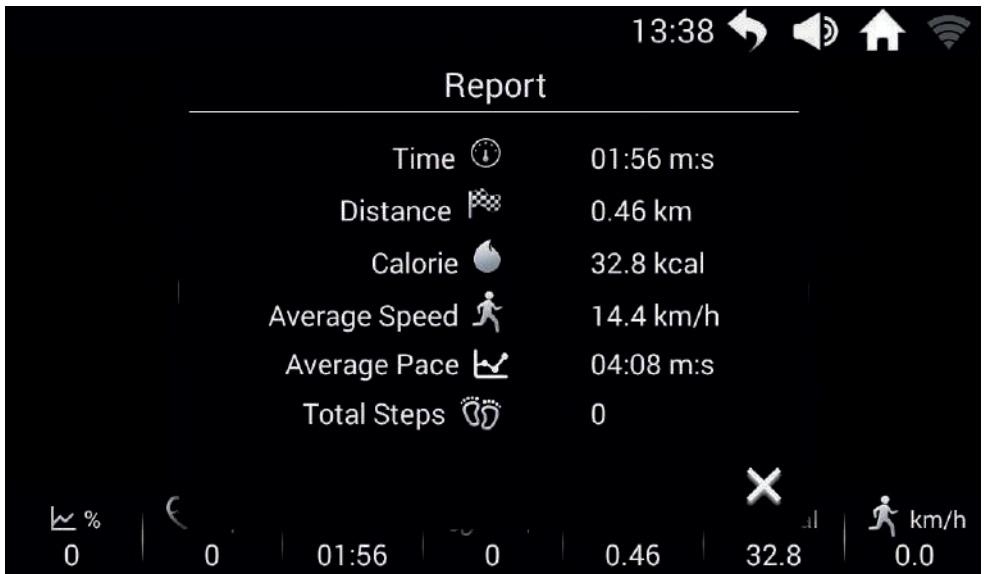 13:38
Report
Time 01:56 m:s
Distance 0.46 km
Calorie 32.8 kcal
Average Speed 14.4 km/h
Average Pace 04:08 m:s
Total Steps 0
% km/h
0 0 01:56 0 0.46 32.8 0.0